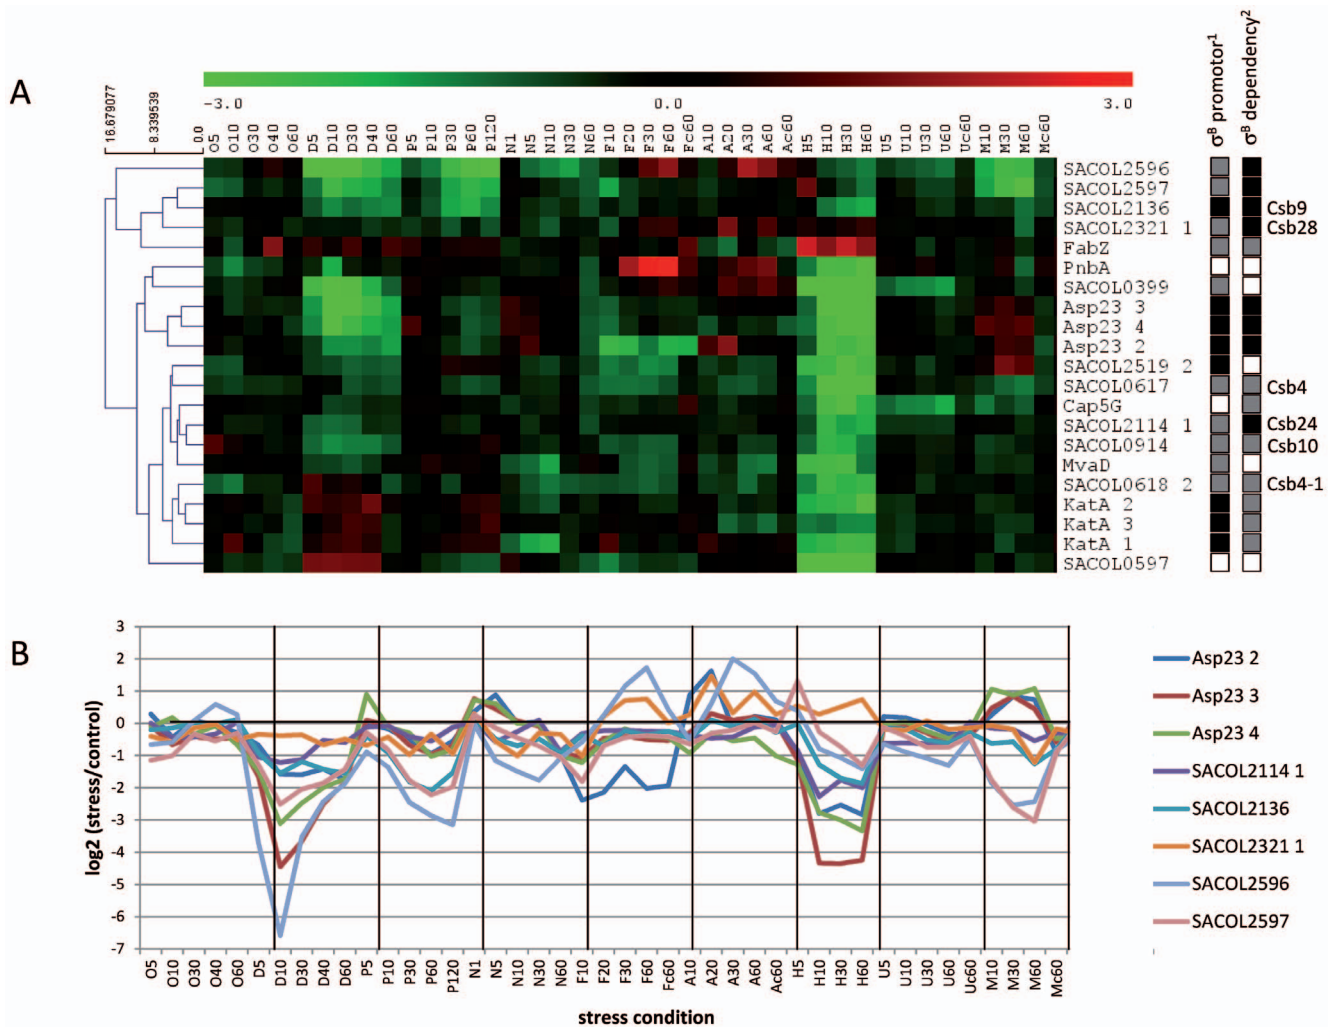 A
16.679077
8.339539
0.0
-3.0
0.0
3.0
O5 O10 O30 O40 O60 D5 D10 D30 D40 D60 P5 P10 P30 P60 P120 N1 N5 N10 N30 N60 F10 F20 F30 F60 Fc60 A10 A20 A30 A60 Ac60 H5 H10 H30 H60 U5 U10 U30 U60 Uc60 M10 M30 M60 Mc60
σB promotor1
σB dependency2
SACOL2596
SACOL2597
SACOL2136 Csb9
SACOL2321 1 Csb28
FabZ
PnbA
SACOL0399
Asp23 3
Asp23 4
Asp23 2
SACOL2519 2
SACOL0617 Csb4
Cap5G
SACOL2114 1 Csb24
SACOL0914 Csb10
MvaD
SACOL0618 2 Csb4-1
KatA 2
KatA 3
KatA 1
SACOL0597
B
log2 (stress/control)
3
2
1
0
-1
-2
-3
-4
-5
-6
-7
O5 O10 O30 O40 O60 D5 D10 D30 D40 D60 P5 P10 P30 P60 P120 N1 N5 N10 N30 N60 F10 F20 F30 F60 Fc60 A10 A20 A30 A60 Ac60 H5 H10 H30 H60 U5 U10 U30 U60 Uc60 M10 M30 M60 Mc60
stress condition
Asp23 2
Asp23 3
Asp23 4
SACOL2114 1
SACOL2136
SACOL2321 1
SACOL2596
SACOL2597